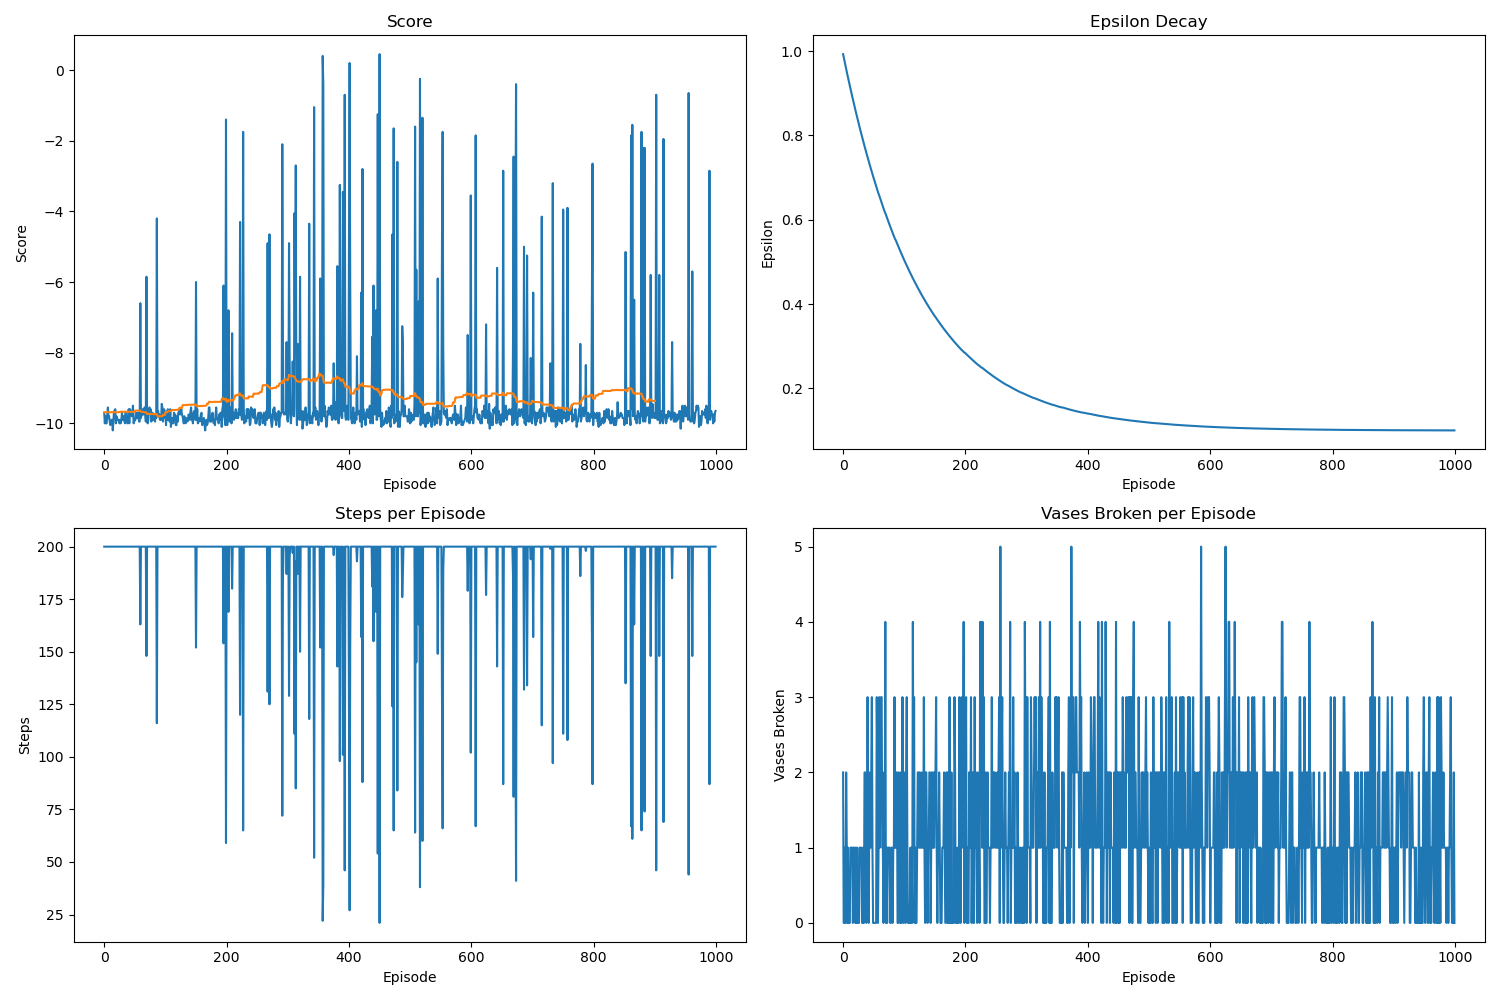 Score
Score
0
−2
−4
−6
−8
−10
0 200 400 600 800 1000
Episode
Epsilon Decay
Epsilon
1.0
0.8
0.6
0.4
0.2
0 200 400 600 800 1000
Episode
Steps per Episode
Steps
200
175
150
125
100
75
50
25
0 200 400 600 800 1000
Episode
Vases Broken per Episode
Vases Broken
5
4
3
2
1
0
0 200 400 600 800 1000
Episode